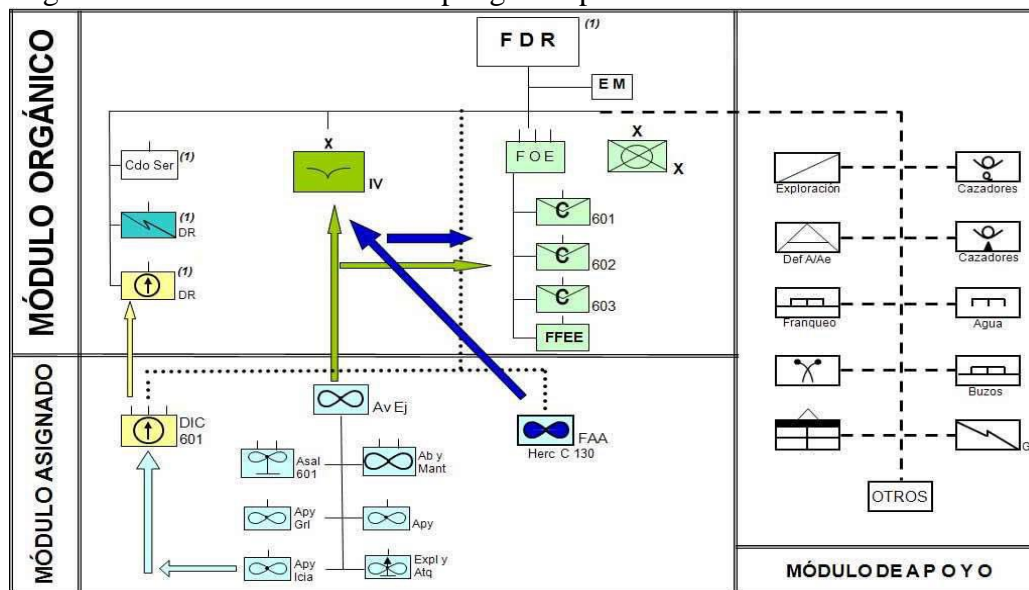 MÓDULO ORGÁNICO
F D R
(1)
E M
Cdo Ser
(1)
X
IV
F O E
X
X
(1)
DR
C
601
C
602
(1)
DR
C
603
FFEE
MÓDULO ASIGNADO
DIC
601
Av Ej
FAA
Herc C 130
Asal
601
Ab y
Mant
Apy
Grl
Apy
Apy
Icia
Expl y
Atq
Exploración
Cazadores
Def A/Ae
Cazadores
Franqueo
Agua
Buzos
G
OTROS
MÓDULO DE A P O Y O